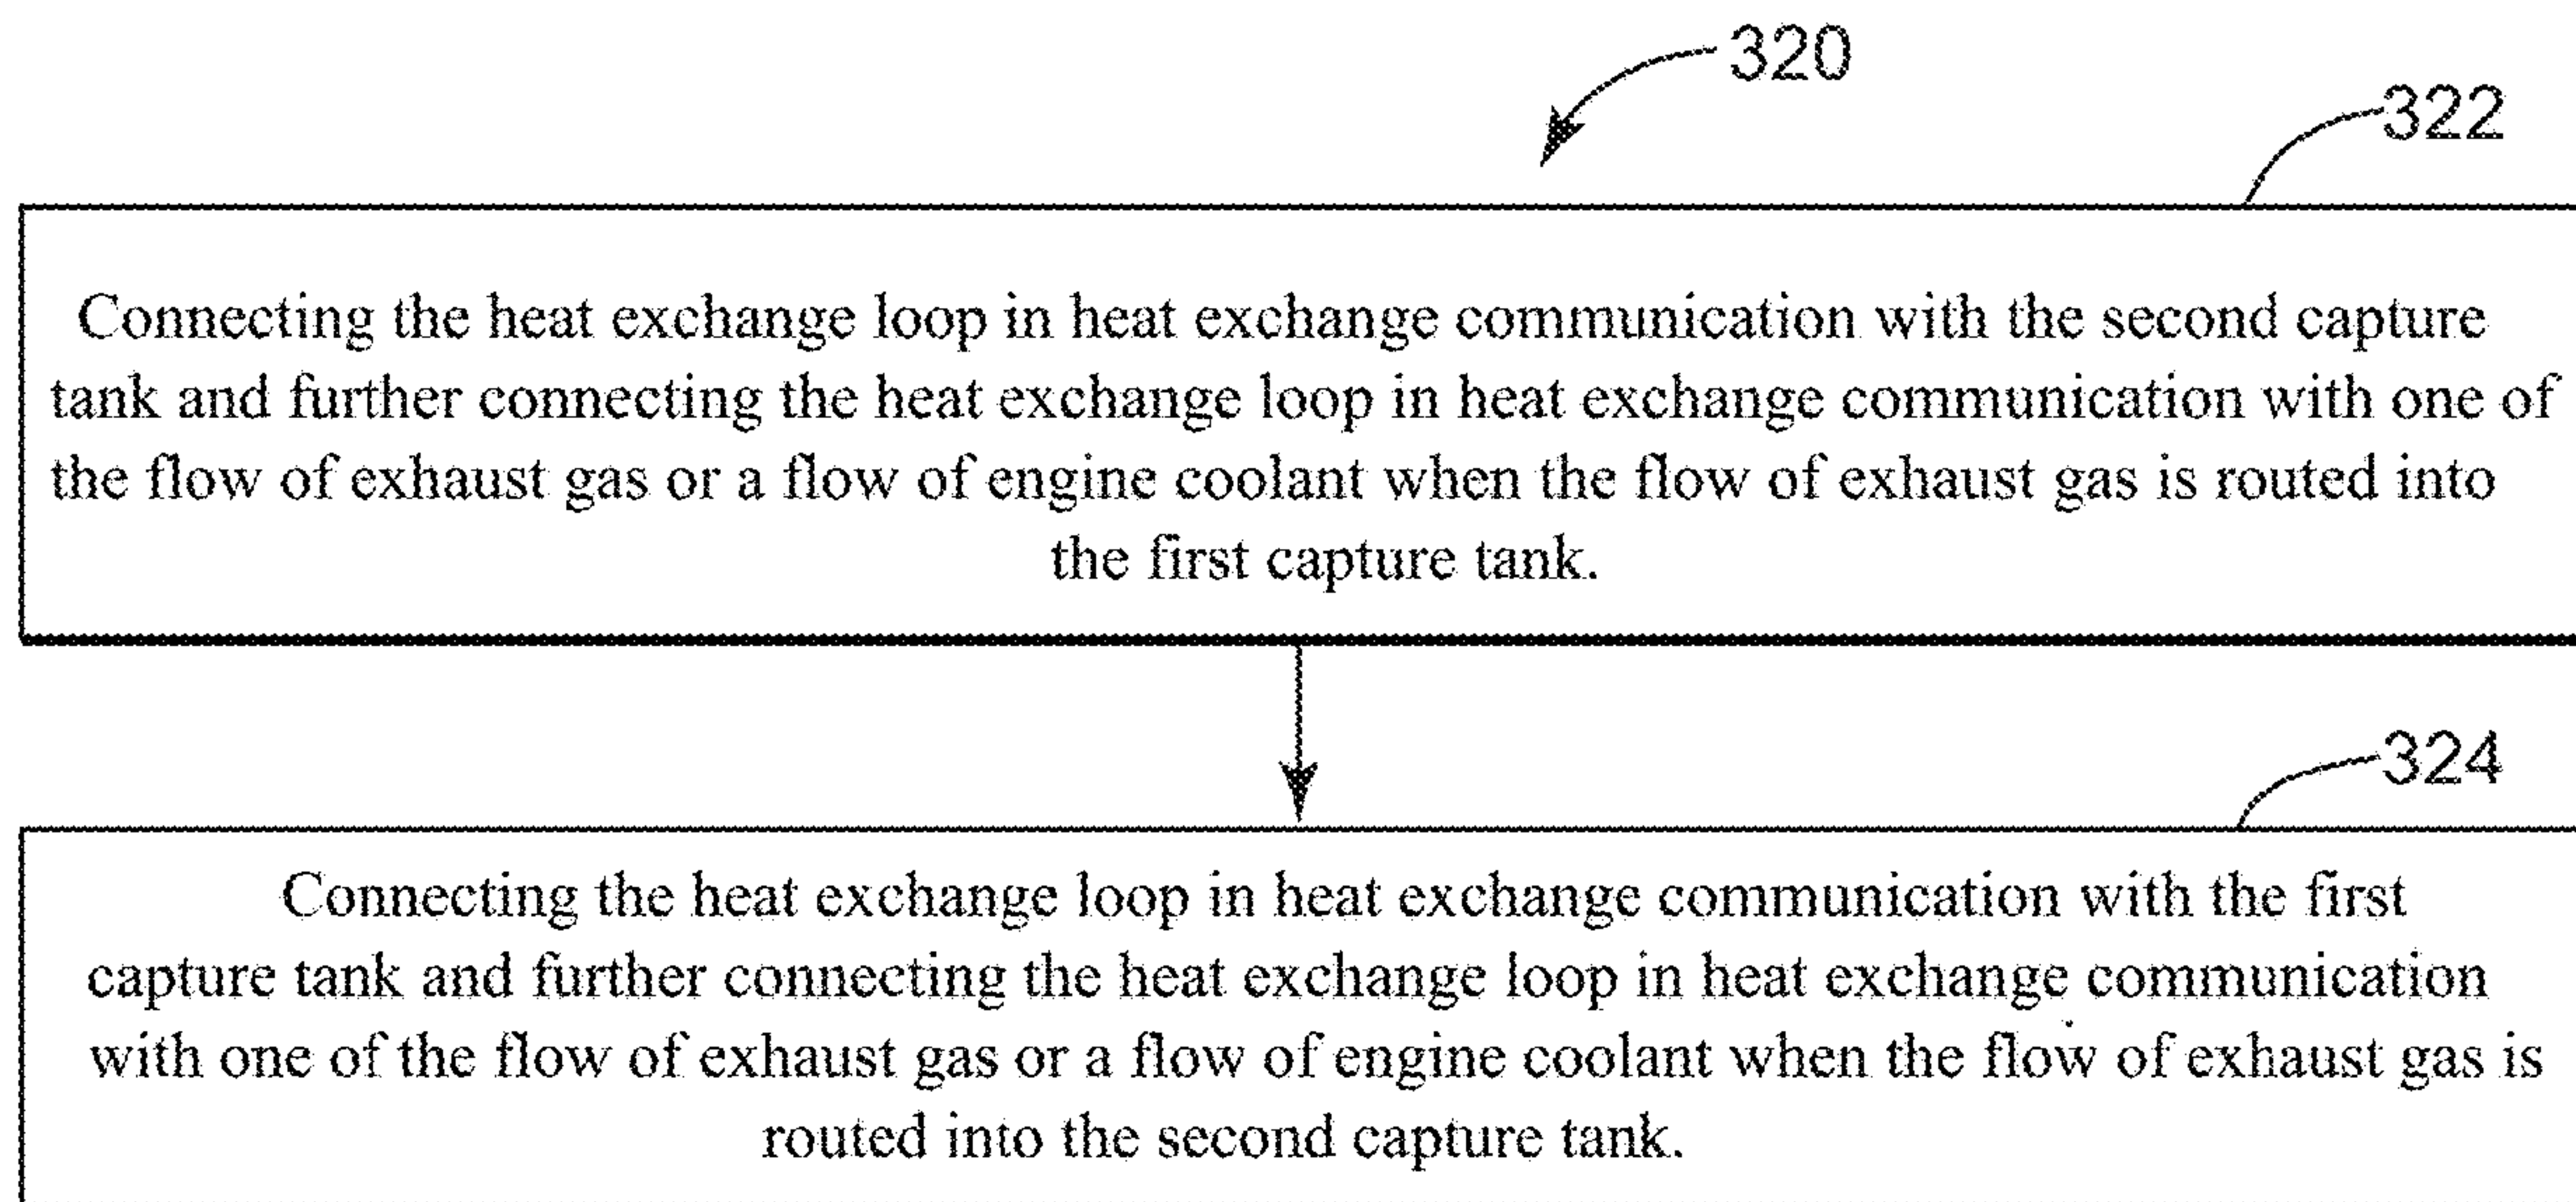 320
322
Connecting the heat exchange loop in heat exchange communication with the second capture
tank and further connecting the heat exchange loop in heat exchange communication with one of
the flow of exhaust gas or a flow of engine coolant when the flow of exhaust gas is routed into
the first capture tank.
324
Connecting the heat exchange loop in heat exchange communication with the first
capture tank and further connecting the heat exchange loop in heat exchange communication
with one of the flow of exhaust gas or a flow of engine coolant when the flow of exhaust gas is
routed into the second capture tank.